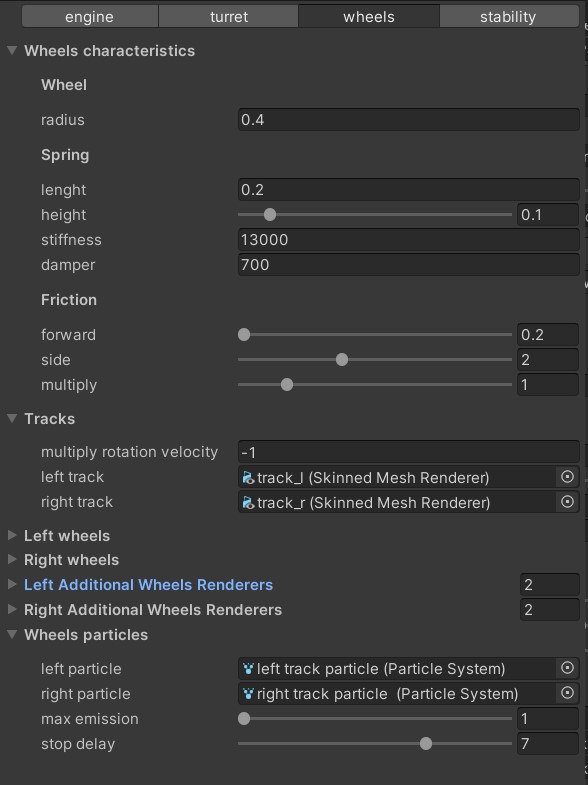 engine turret wheels stability
Wheels characteristics
Wheel
radius 0.4
Spring
lenght 0.2
height 0.1
stiffness 13000
damper 700
Friction
forward 0.2
side 2
multiply 1
Tracks
multiply rotation velocity -1
left track track_l (Skinned Mesh Renderer)
right track track_r (Skinned Mesh Renderer)
Left wheels
Right wheels
Left Additional Wheels Renderers 2
Right Additional Wheels Renderers 2
Wheels particles
left particle left track particle (Particle System)
right particle right track particle  (Particle System)
max emission 1
stop delay 7